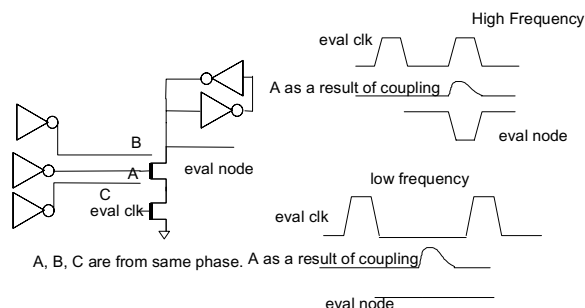 High Frequency
eval clk
A as a result of coupling
eval node
B
A
C
eval node
eval clk
low frequency
eval clk
A, B, C are from same phase.
A as a result of coupling
eval node